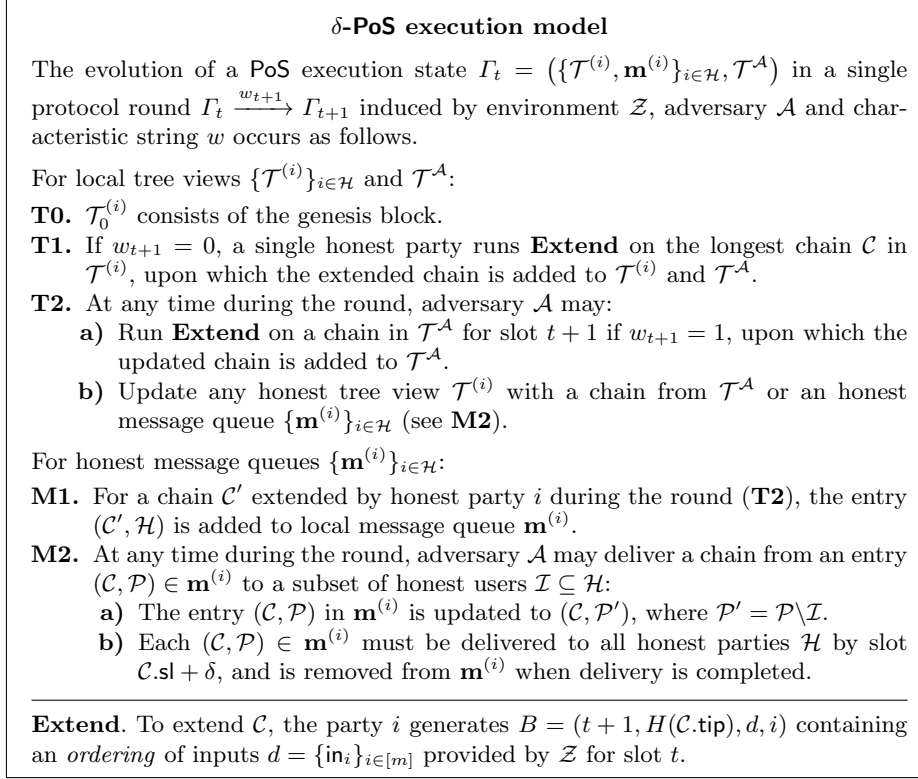 δ-PoS execution model
The evolution of a PoS execution state Γ_t = ({𝒯^(i), m^(i)}_{i∈ℋ}, 𝒯^𝒜) in a single
protocol round Γ_t —w_{t+1}→ Γ_{t+1} induced by environment 𝒵, adversary 𝒜 and char-
acteristic string w occurs as follows.
For local tree views {𝒯^(i)}_{i∈ℋ} and 𝒯^𝒜:
T0. 𝒯_0^(i) consists of the genesis block.
T1. If w_{t+1} = 0, a single honest party runs Extend on the longest chain 𝒞 in
𝒯^(i), upon which the extended chain is added to 𝒯^(i) and 𝒯^𝒜.
T2. At any time during the round, adversary 𝒜 may:
a) Run Extend on a chain in 𝒯^𝒜 for slot t + 1 if w_{t+1} = 1, upon which the
updated chain is added to 𝒯^𝒜.
b) Update any honest tree view 𝒯^(i) with a chain from 𝒯^𝒜 or an honest
message queue {m^(i)}_{i∈ℋ} (see M2).
For honest message queues {m^(i)}_{i∈ℋ}:
M1. For a chain 𝒞′ extended by honest party i during the round (T2), the entry
(𝒞′, ℋ) is added to local message queue m^(i).
M2. At any time during the round, adversary 𝒜 may deliver a chain from an entry
(𝒞, 𝒫) ∈ m^(i) to a subset of honest users ℐ ⊆ ℋ:
a) The entry (𝒞, 𝒫) in m^(i) is updated to (𝒞, 𝒫′), where 𝒫′ = 𝒫\ℐ.
b) Each (𝒞, 𝒫) ∈ m^(i) must be delivered to all honest parties ℋ by slot
𝒞.sl + δ, and is removed from m^(i) when delivery is completed.
Extend. To extend 𝒞, the party i generates B = (t + 1, H(𝒞.tip), d, i) containing
an ordering of inputs d = {in_i}_{i∈[m]} provided by 𝒵 for slot t.